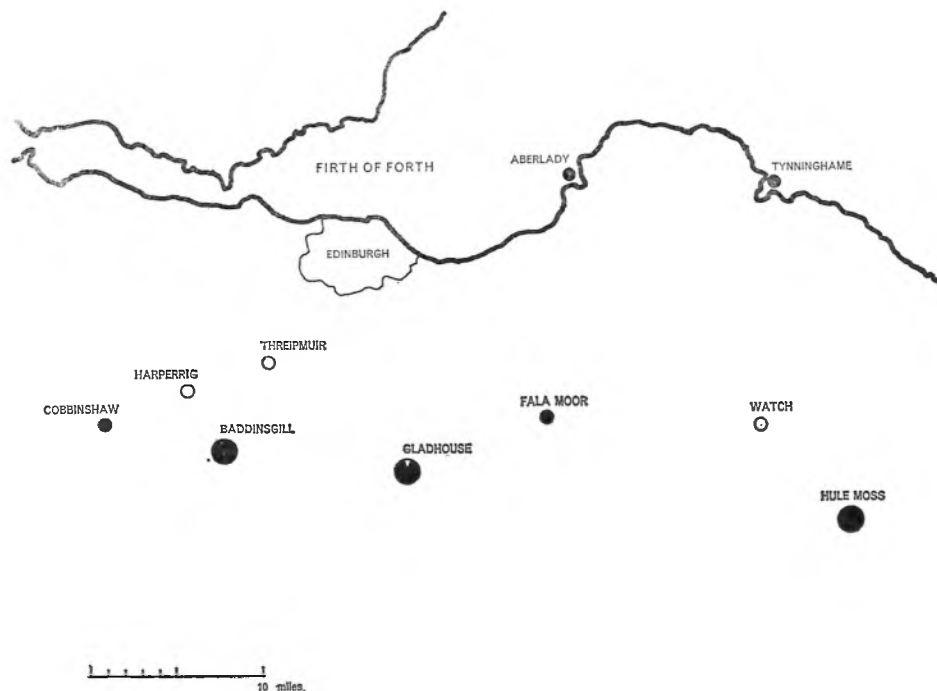 ABERLADY
TYNNINGHAME
FIRTH OF FORTH
EDINBURGH
THREIPMUIR
HARPERRIG
COBBINSHAW
BADDINSGILL
FALA MOOR
WATCH
GLADHOUSE
HULE MOSS
10 miles.